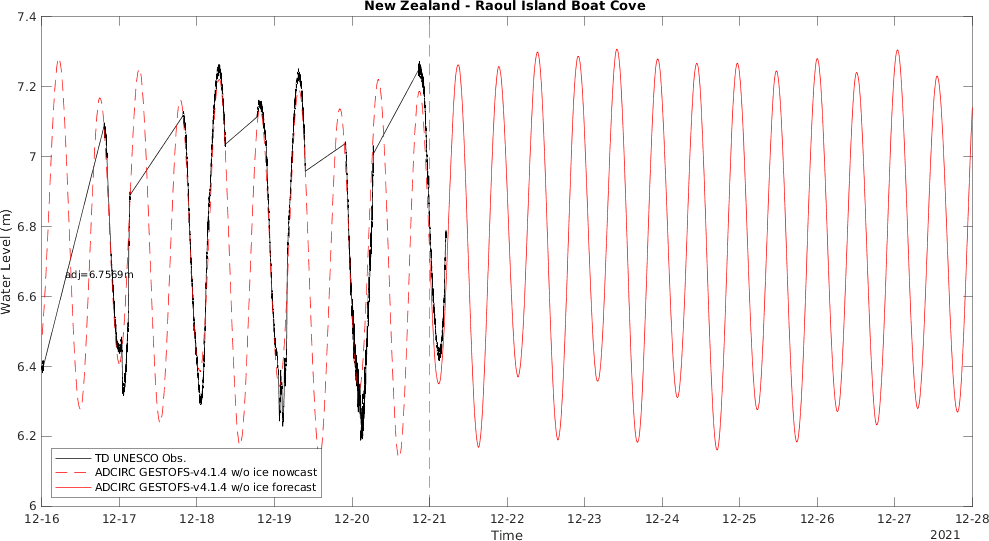 New Zealand - Raoul Island Boat Cove
7.4
7.2
7
6.8
6.6
6.4
6.2
6
Water Level (m)
adj=6.7569m
TD UNESCO Obs.
ADCIRC GESTOFS-v4.1.4 w/o ice nowcast
ADCIRC GESTOFS-v4.1.4 w/o ice forecast
12-16 12-17 12-18 12-19 12-20 12-21 12-22 12-23 12-24 12-25 12-26 12-27 12-28
Time
2021